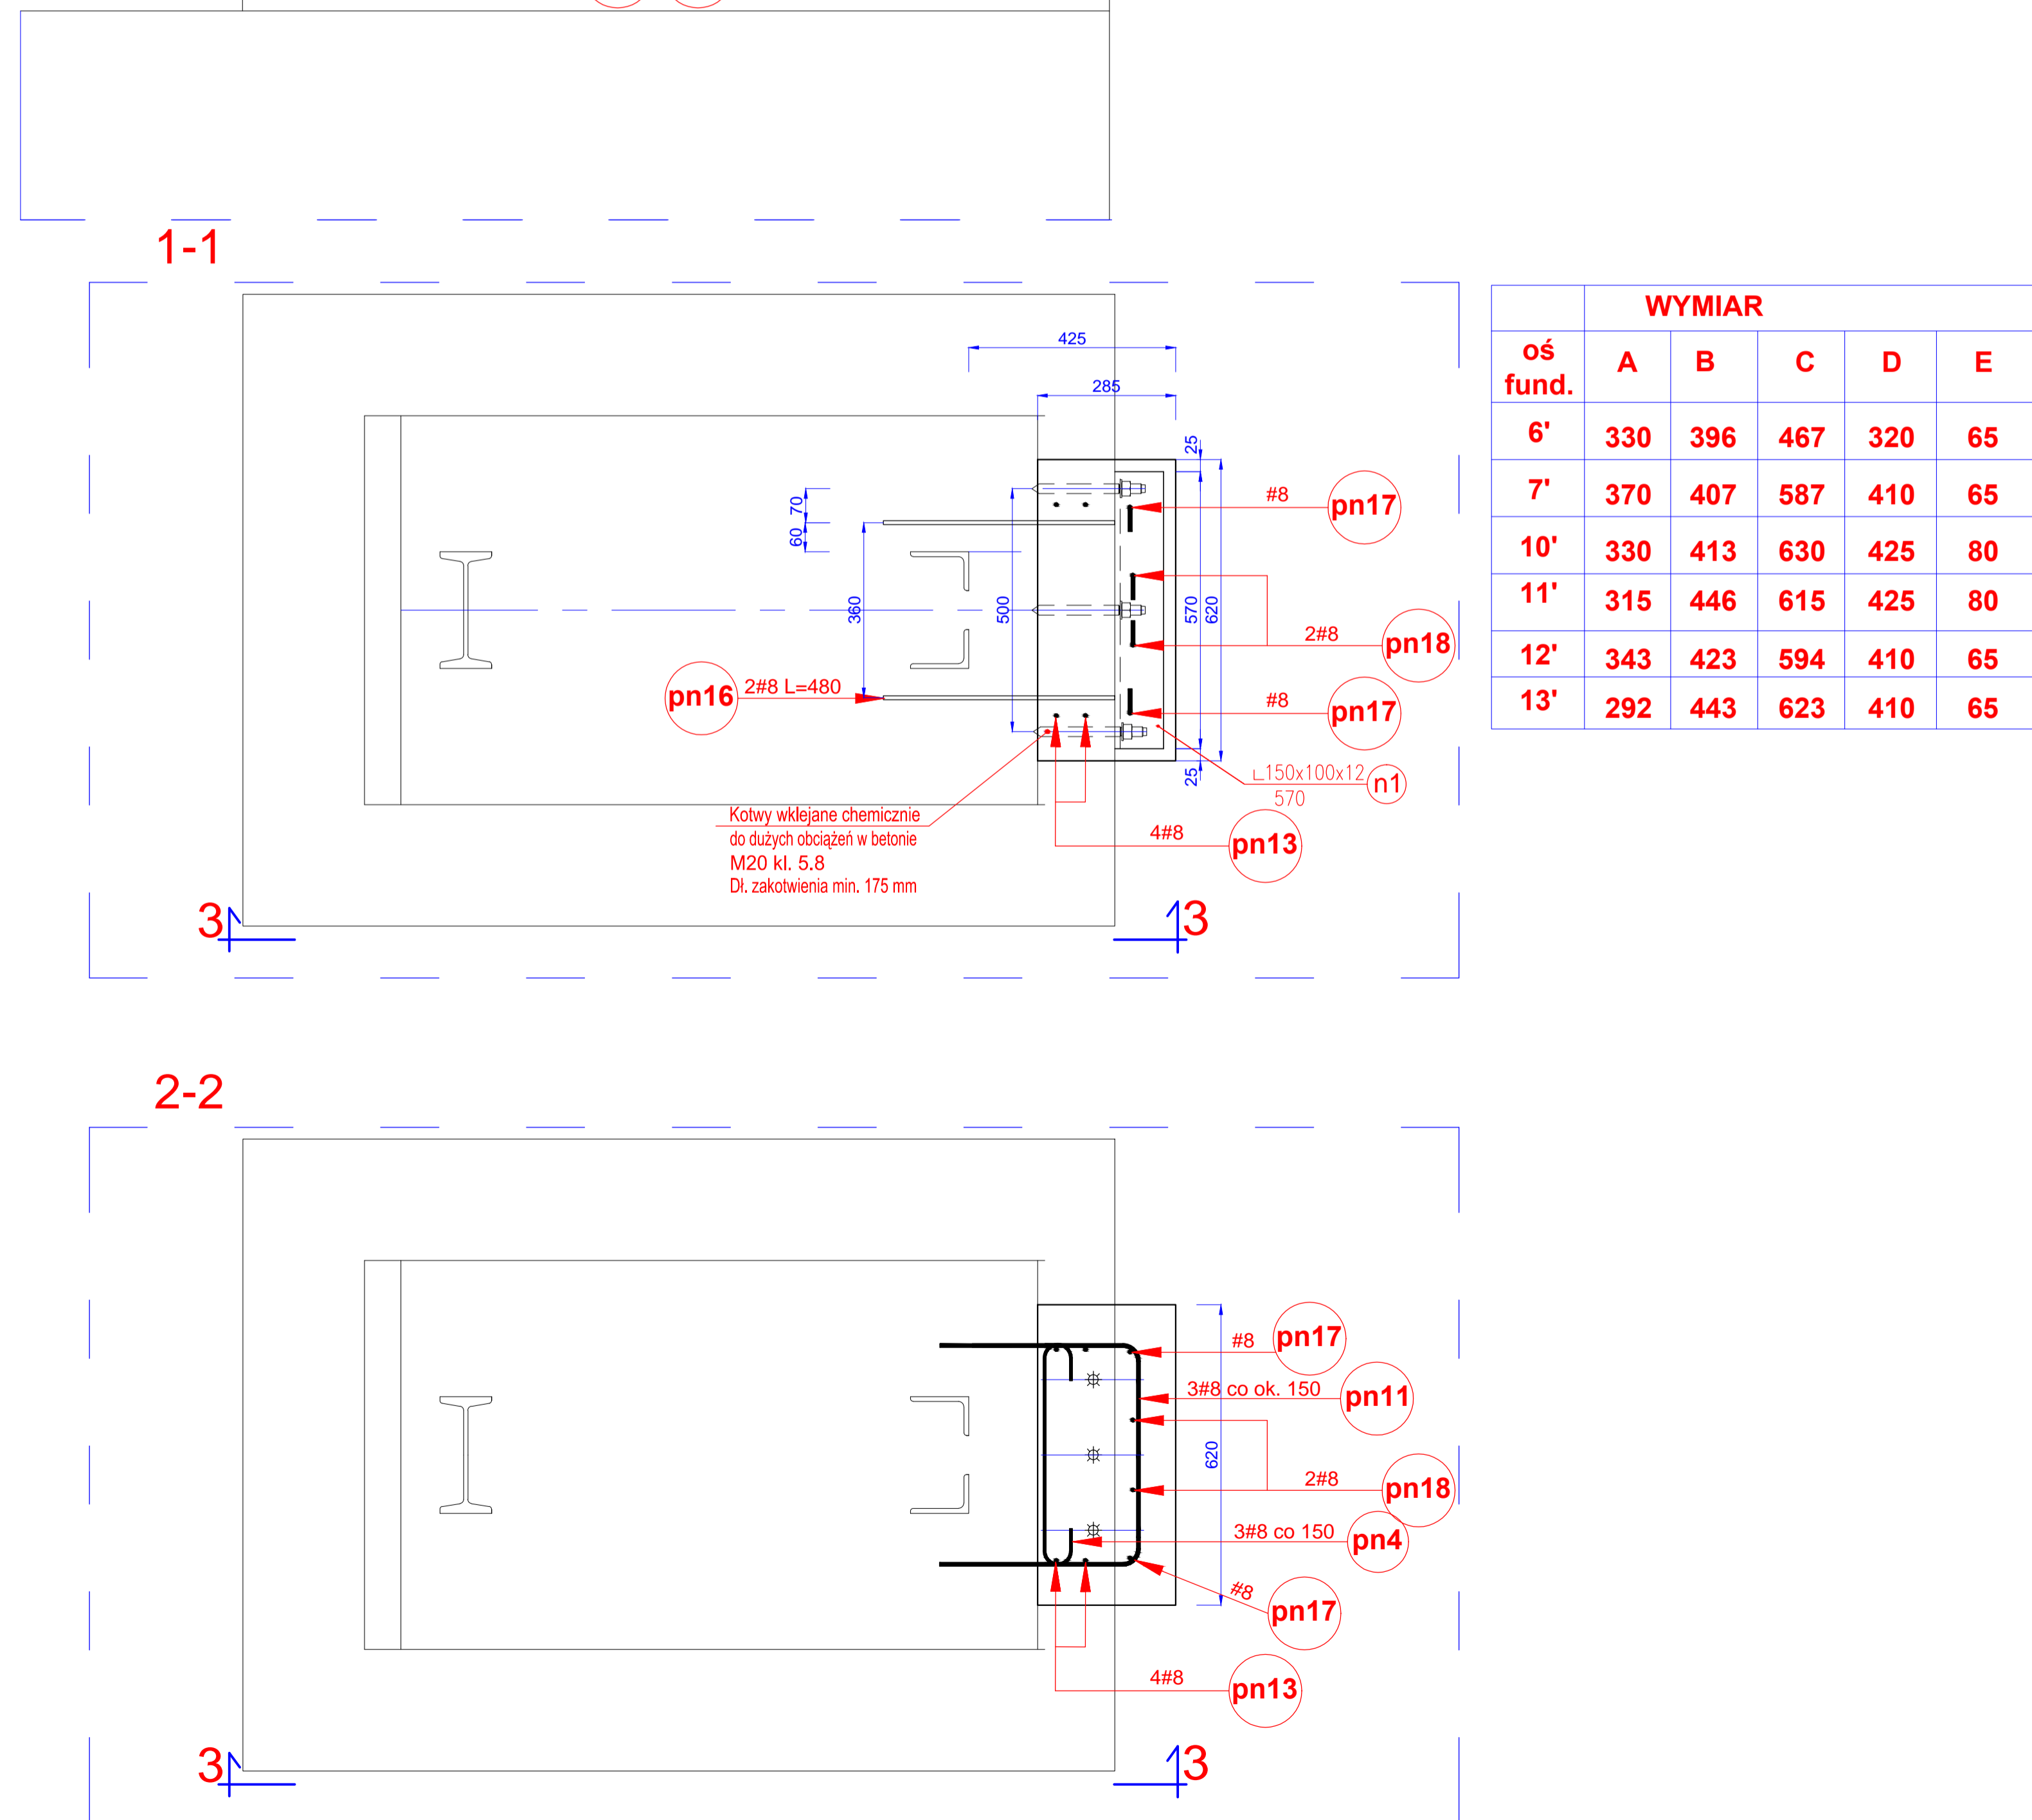 1-1
425
285
25
70
60
360
500
570
620
25
#8
pn17
2#8
pn18
#8
pn17
pn16
2#8 L=480
∟150x100x12
570
n1
Kotwy wklejane chemicznie
do dużych obciążeń w betonie
M20 kl. 5.8
Dł. zakotwienia min. 175 mm
4#8
pn13
3
3
WYMIAR
oś fund. A B C D E
6' 330 396 467 320 65
7' 370 407 587 410 65
10' 330 413 630 425 80
11' 315 446 615 425 80
12' 343 423 594 410 65
13' 292 443 623 410 65
2-2
#8
pn17
3#8 co ok. 150
pn11
620
2#8
pn18
3#8 co 150
pn4
#8
pn17
4#8
pn13
3
3